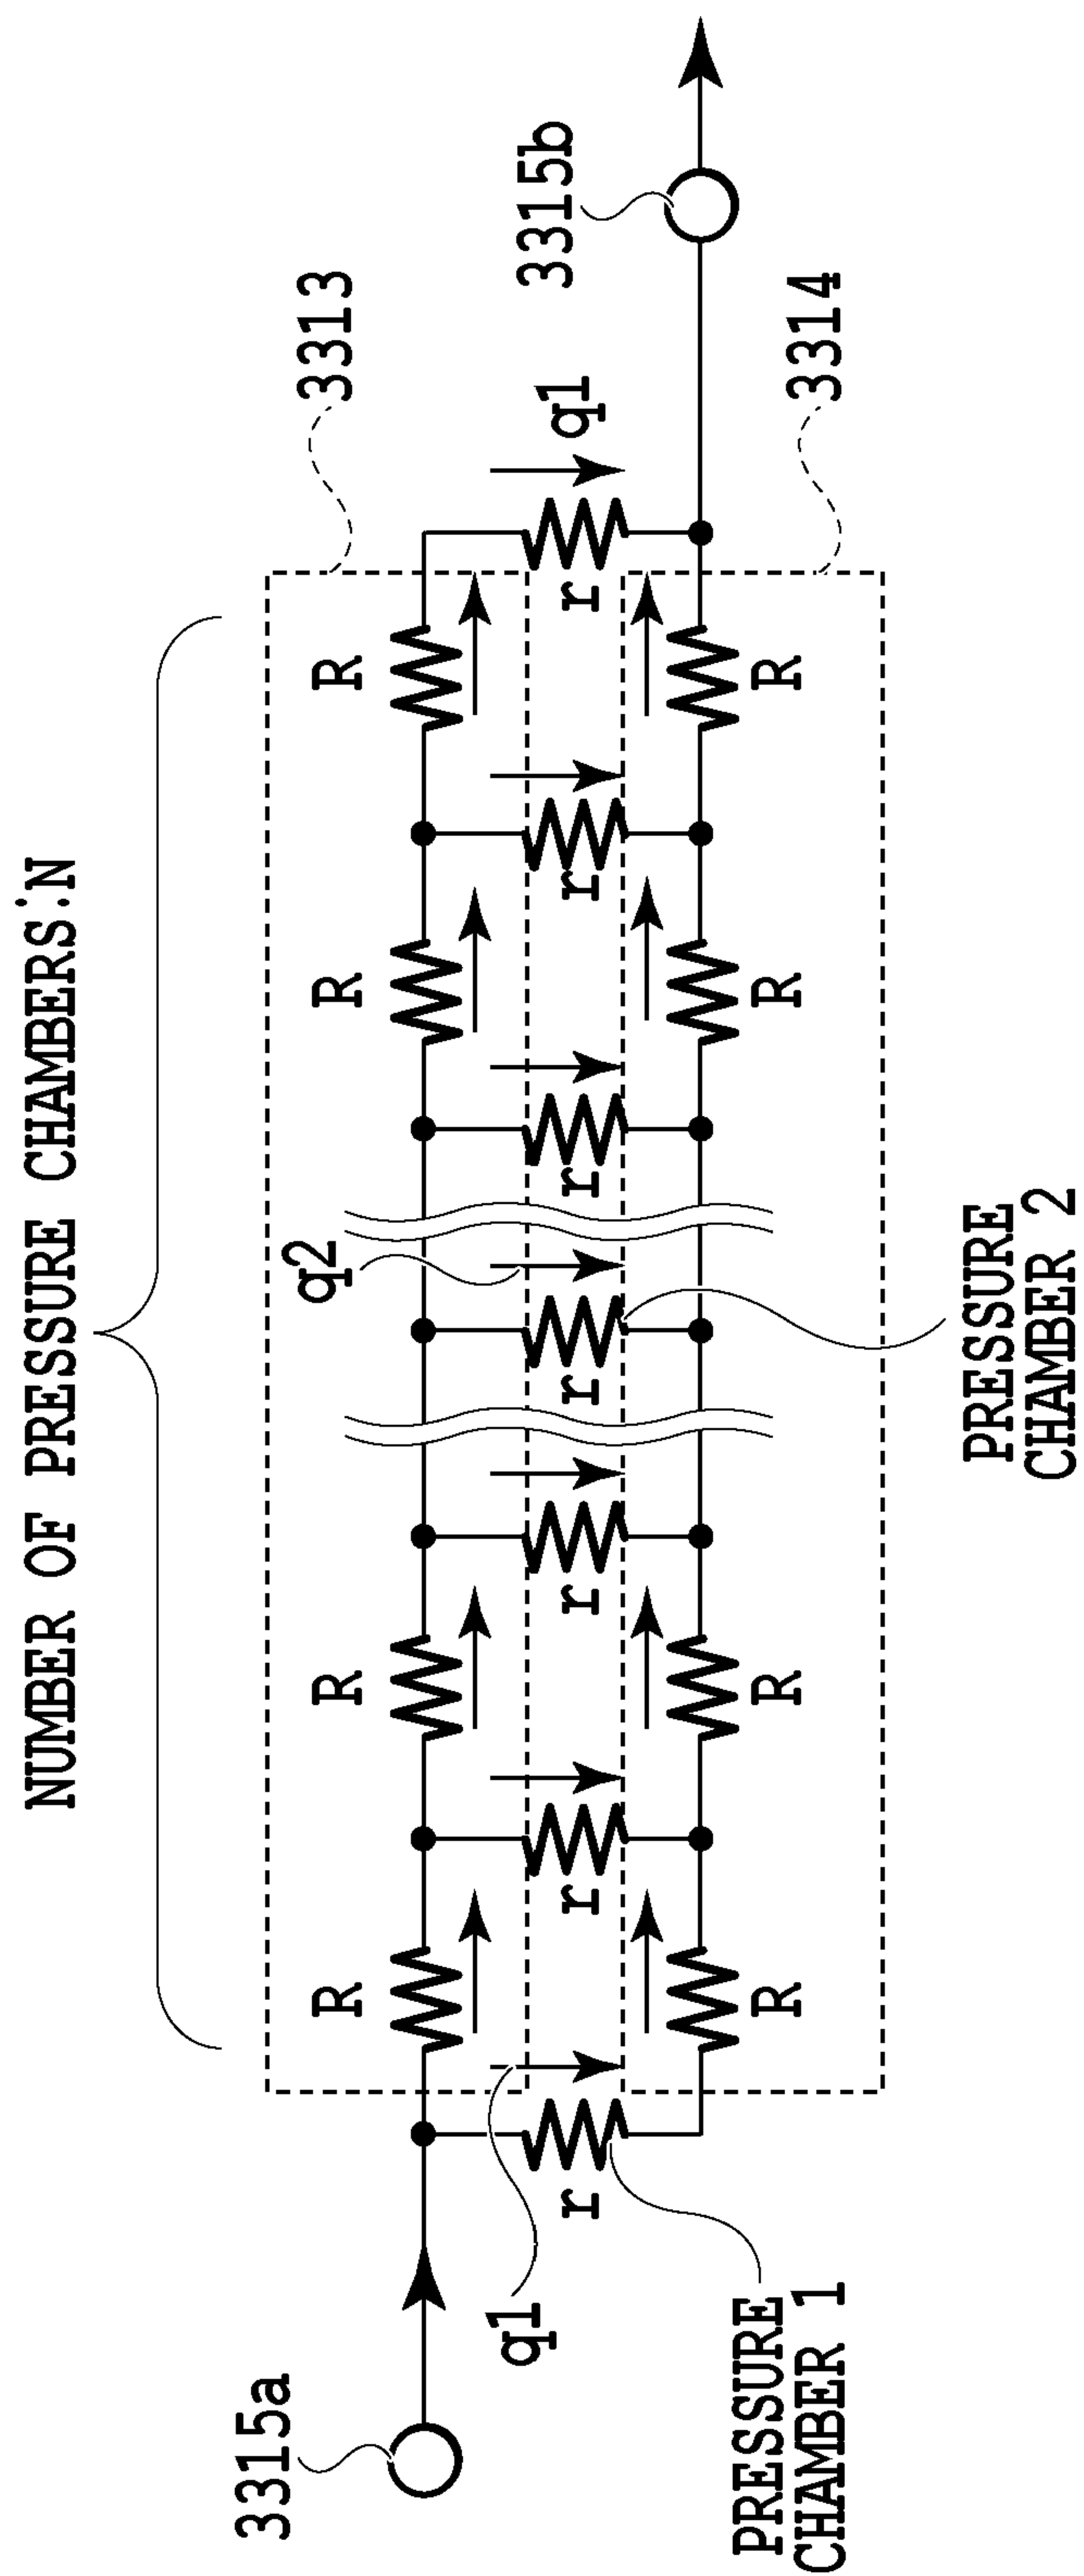 NUMBER OF PRESSURE CHAMBERS:N
3315a
q2
3313
R
R
R
R
q1
3315b
q1
r
r
r
r
r
r
r
R
R
R
R
3314
PRESSURE
CHAMBER 1
PRESSURE
CHAMBER 2